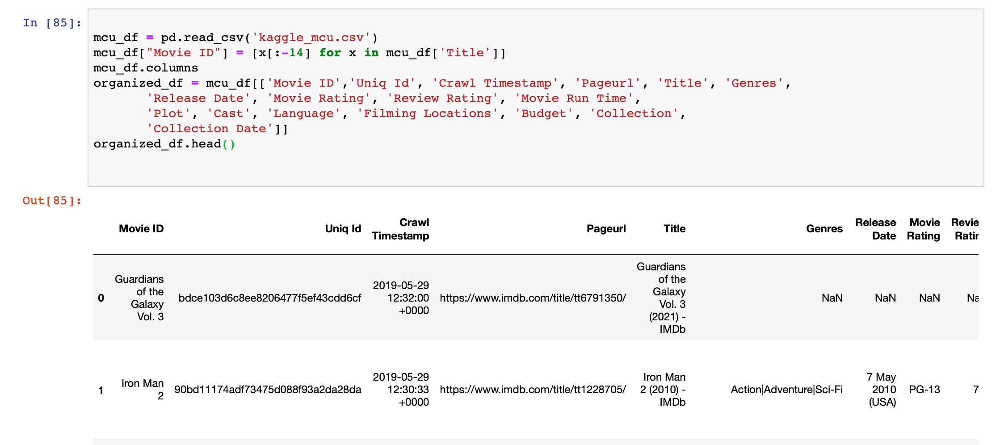 In [85]:
mcu_df = pd.read_csv('kaggle_mcu.csv')
mcu_df["Movie ID"] = [x[:-14] for x in mcu_df['Title']]
mcu_df.columns
organized_df = mcu_df[['Movie ID','Uniq Id', 'Crawl Timestamp', 'Pageurl', 'Title', 'Genres',
'Release Date', 'Movie Rating', 'Review Rating', 'Movie Run Time',
'Plot', 'Cast', 'Language', 'Filming Locations', 'Budget', 'Collection',
'Collection Date']]
organized_df.head()
Out[85]:
Movie ID
Uniq Id
Crawl
Timestamp
Pageurl
Title
Genres
Release
Date
Movie
Rating
Revie
Ratin
0
Guardians
of the
Galaxy
Vol. 3
bdce103d6c8ee8206477f5ef43cdd6cf
2019-05-29
12:32:00
+0000
https://www.imdb.com/title/tt6791350/
Guardians
of the
Galaxy
Vol. 3
(2021) -
IMDb
NaN
NaN
NaN
Na
1
Iron Man
2
90bd11174adf73475d088f93a2da28da
2019-05-29
12:30:33
+0000
https://www.imdb.com/title/tt1228705/
Iron Man
2 (2010) -
IMDb
Action|Adventure|Sci-Fi
7 May
2010
(USA)
PG-13
7